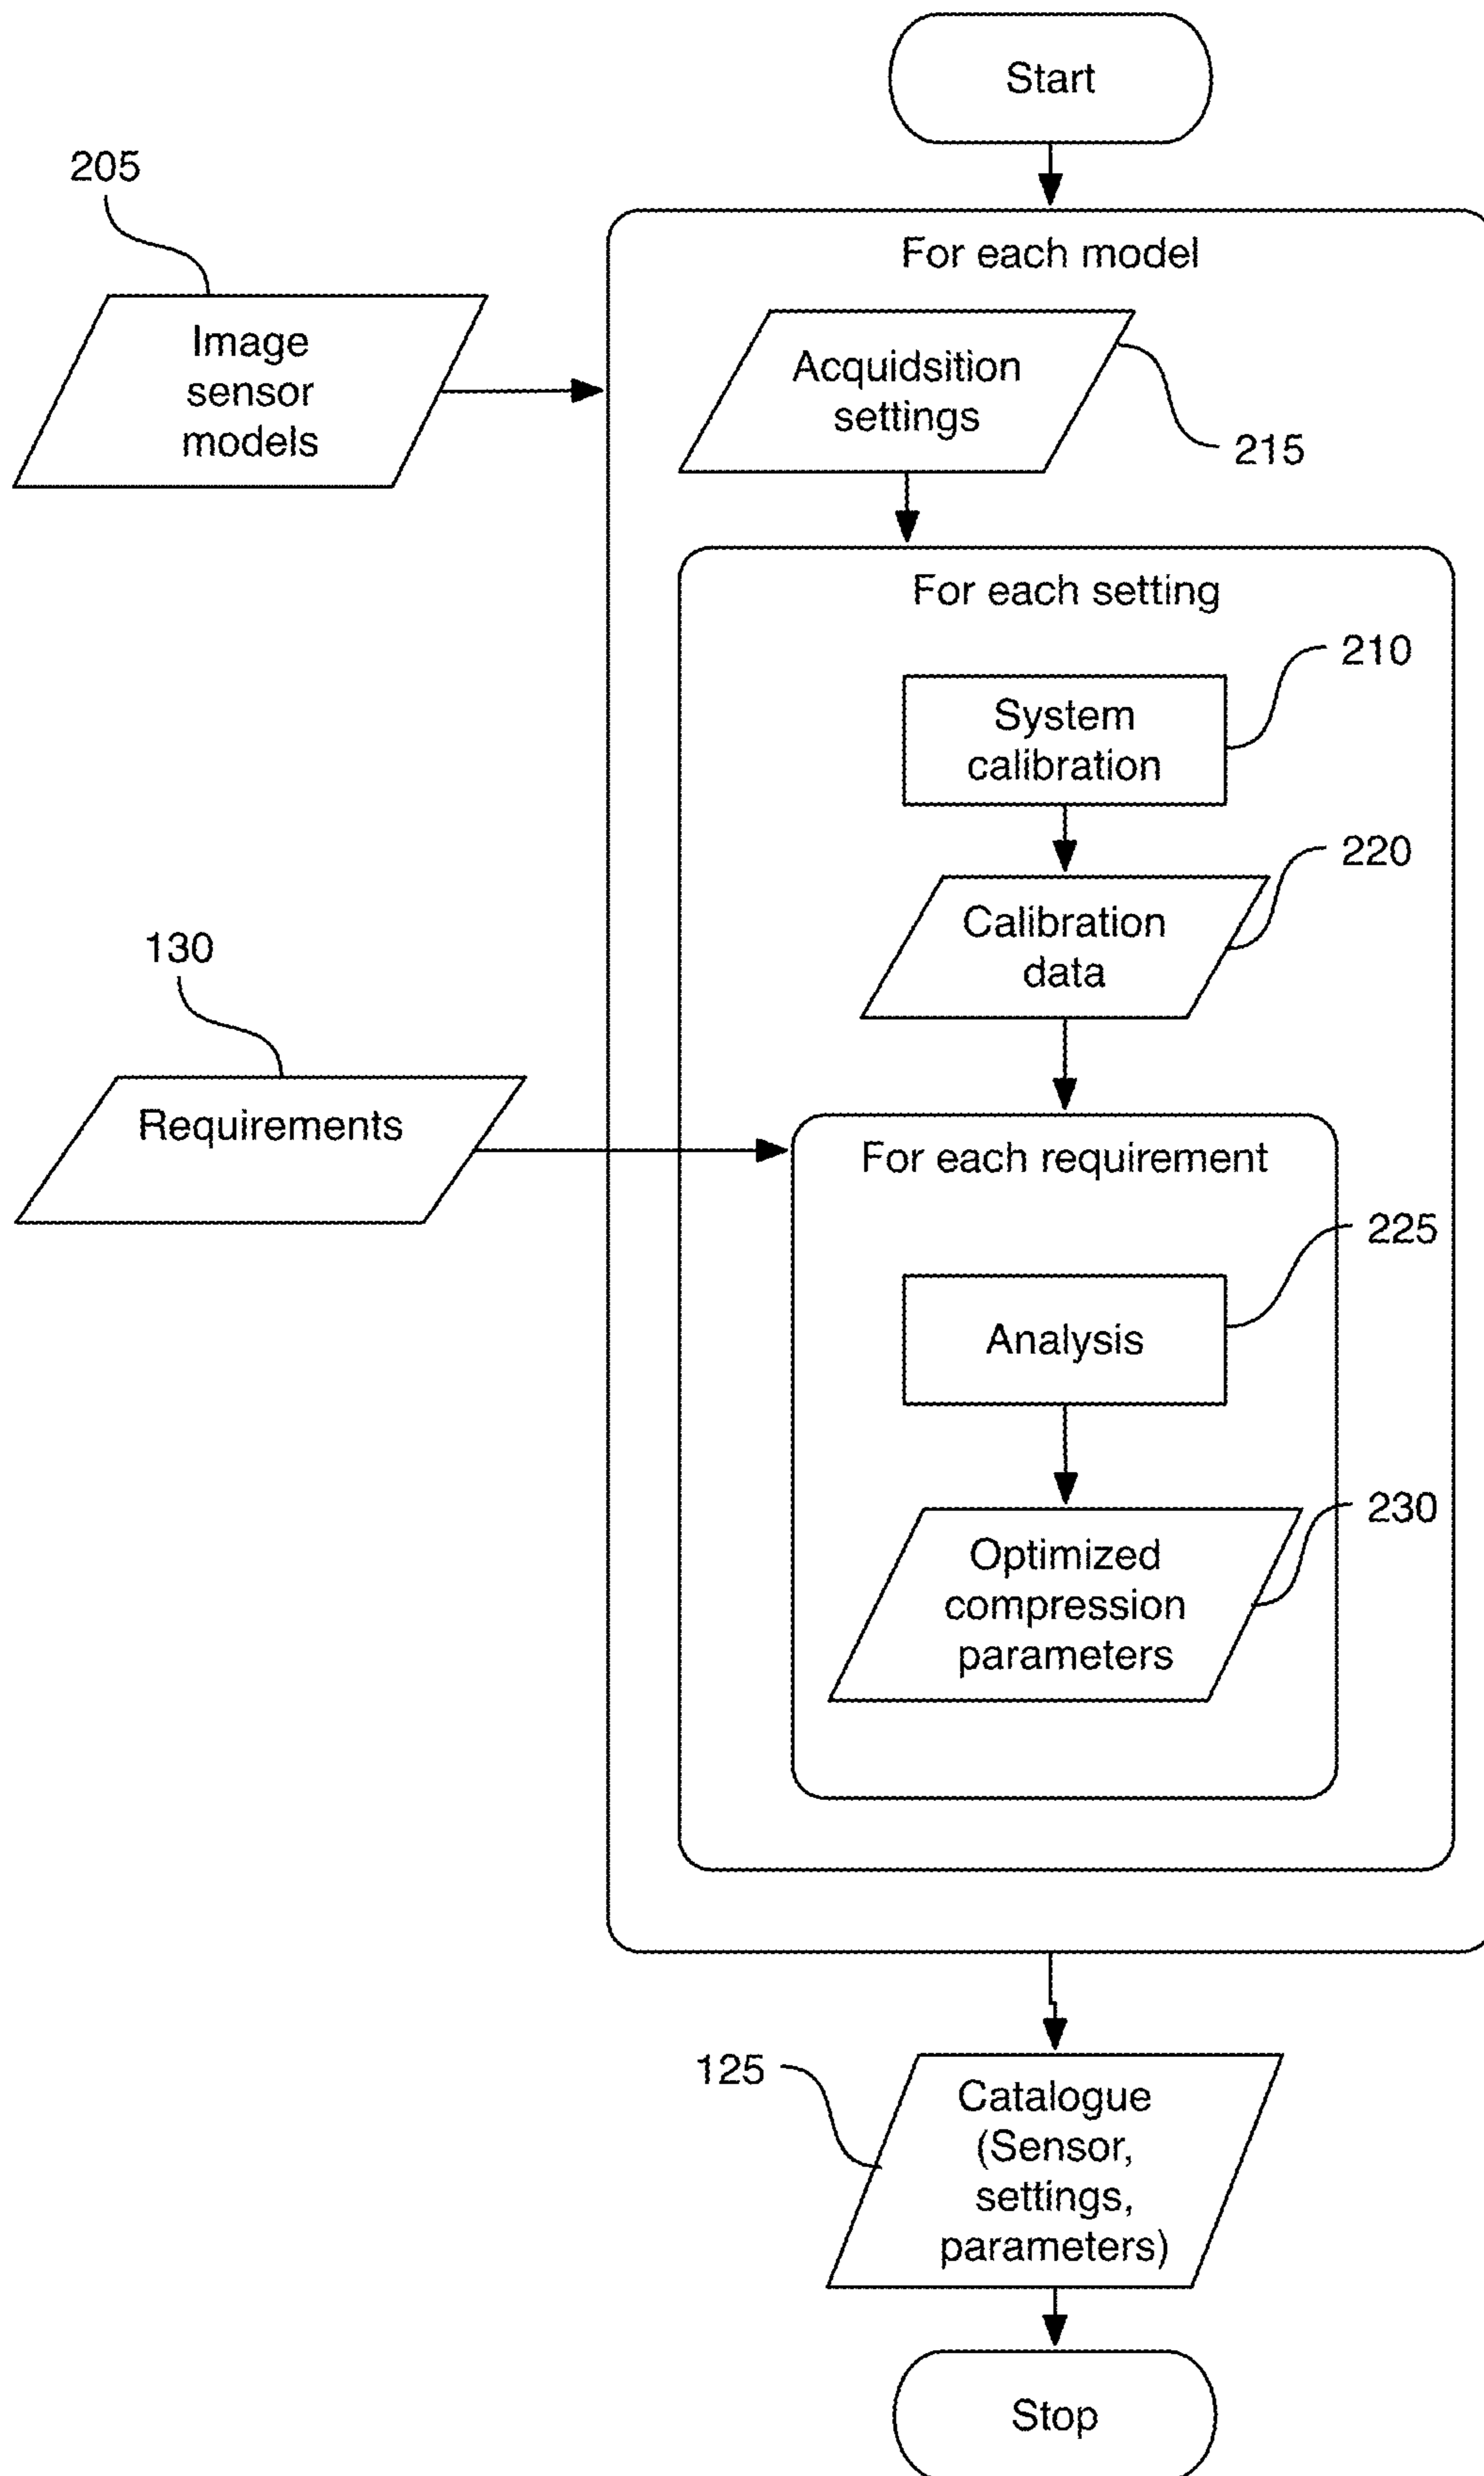 Start
205
For each model
Image
sensor
models
Acquidsition
settings
215
For each setting
210
System
calibration
220
Calibration
data
130
Requirements
For each requirement
225
Analysis
230
Optimized
compression
parameters
125
Catalogue
(Sensor,
settings,
parameters)
Stop